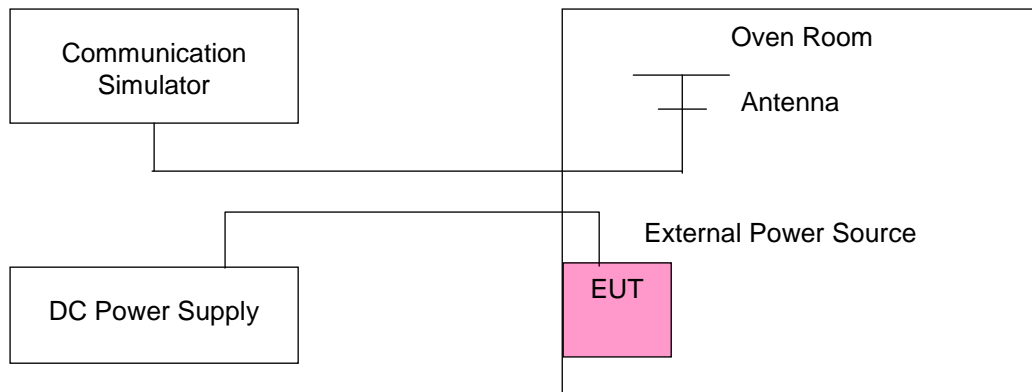 Communication
Simulator
Oven Room
Antenna
External Power Source
DC Power Supply
EUT